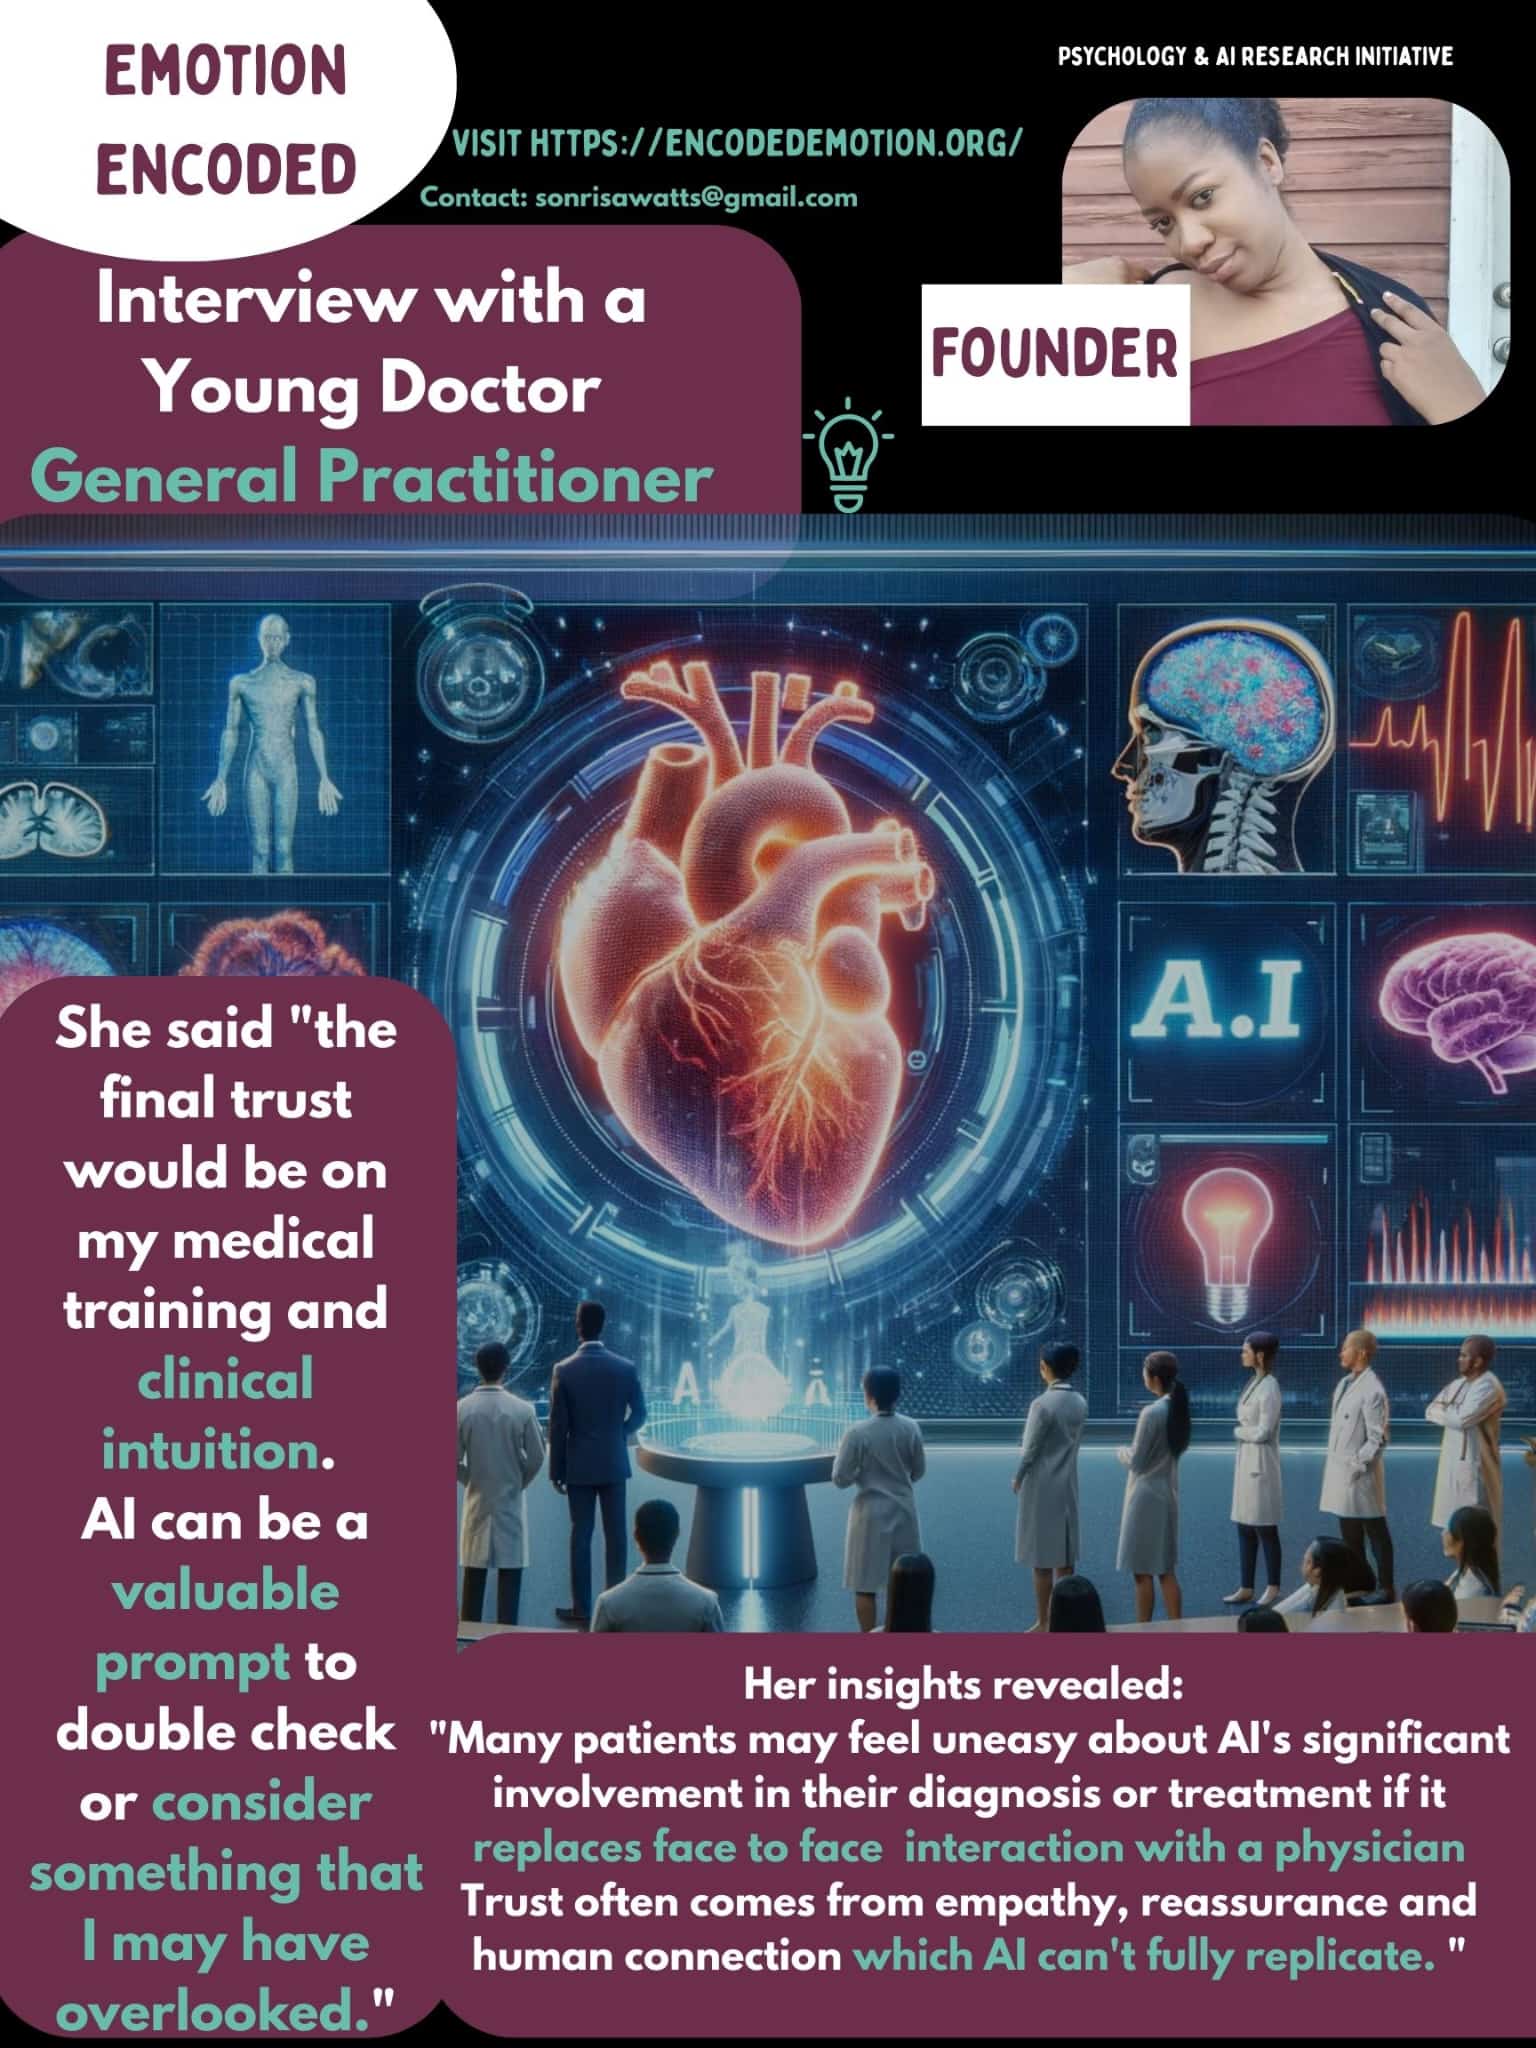 EMOTION
ENCODED
PSYCHOLOGY & AI RESEARCH INITIATIVE
VISIT HTTPS://ENCODEDEMOTION.ORG/
Contact: sonrisawatts@gmail.com
FOUNDER
Interview with a
Young Doctor
General Practitioner
A.I
She said "the
final trust
would be on
my medical
training and
clinical
intuition.
AI can be a
valuable
prompt to
double check
or consider
something that
I may have
overlooked."
Her insights revealed:
"Many patients may feel uneasy about AI's significant
involvement in their diagnosis or treatment if it
replaces face to face  interaction with a physician
Trust often comes from empathy, reassurance and
human connection which AI can't fully replicate. "